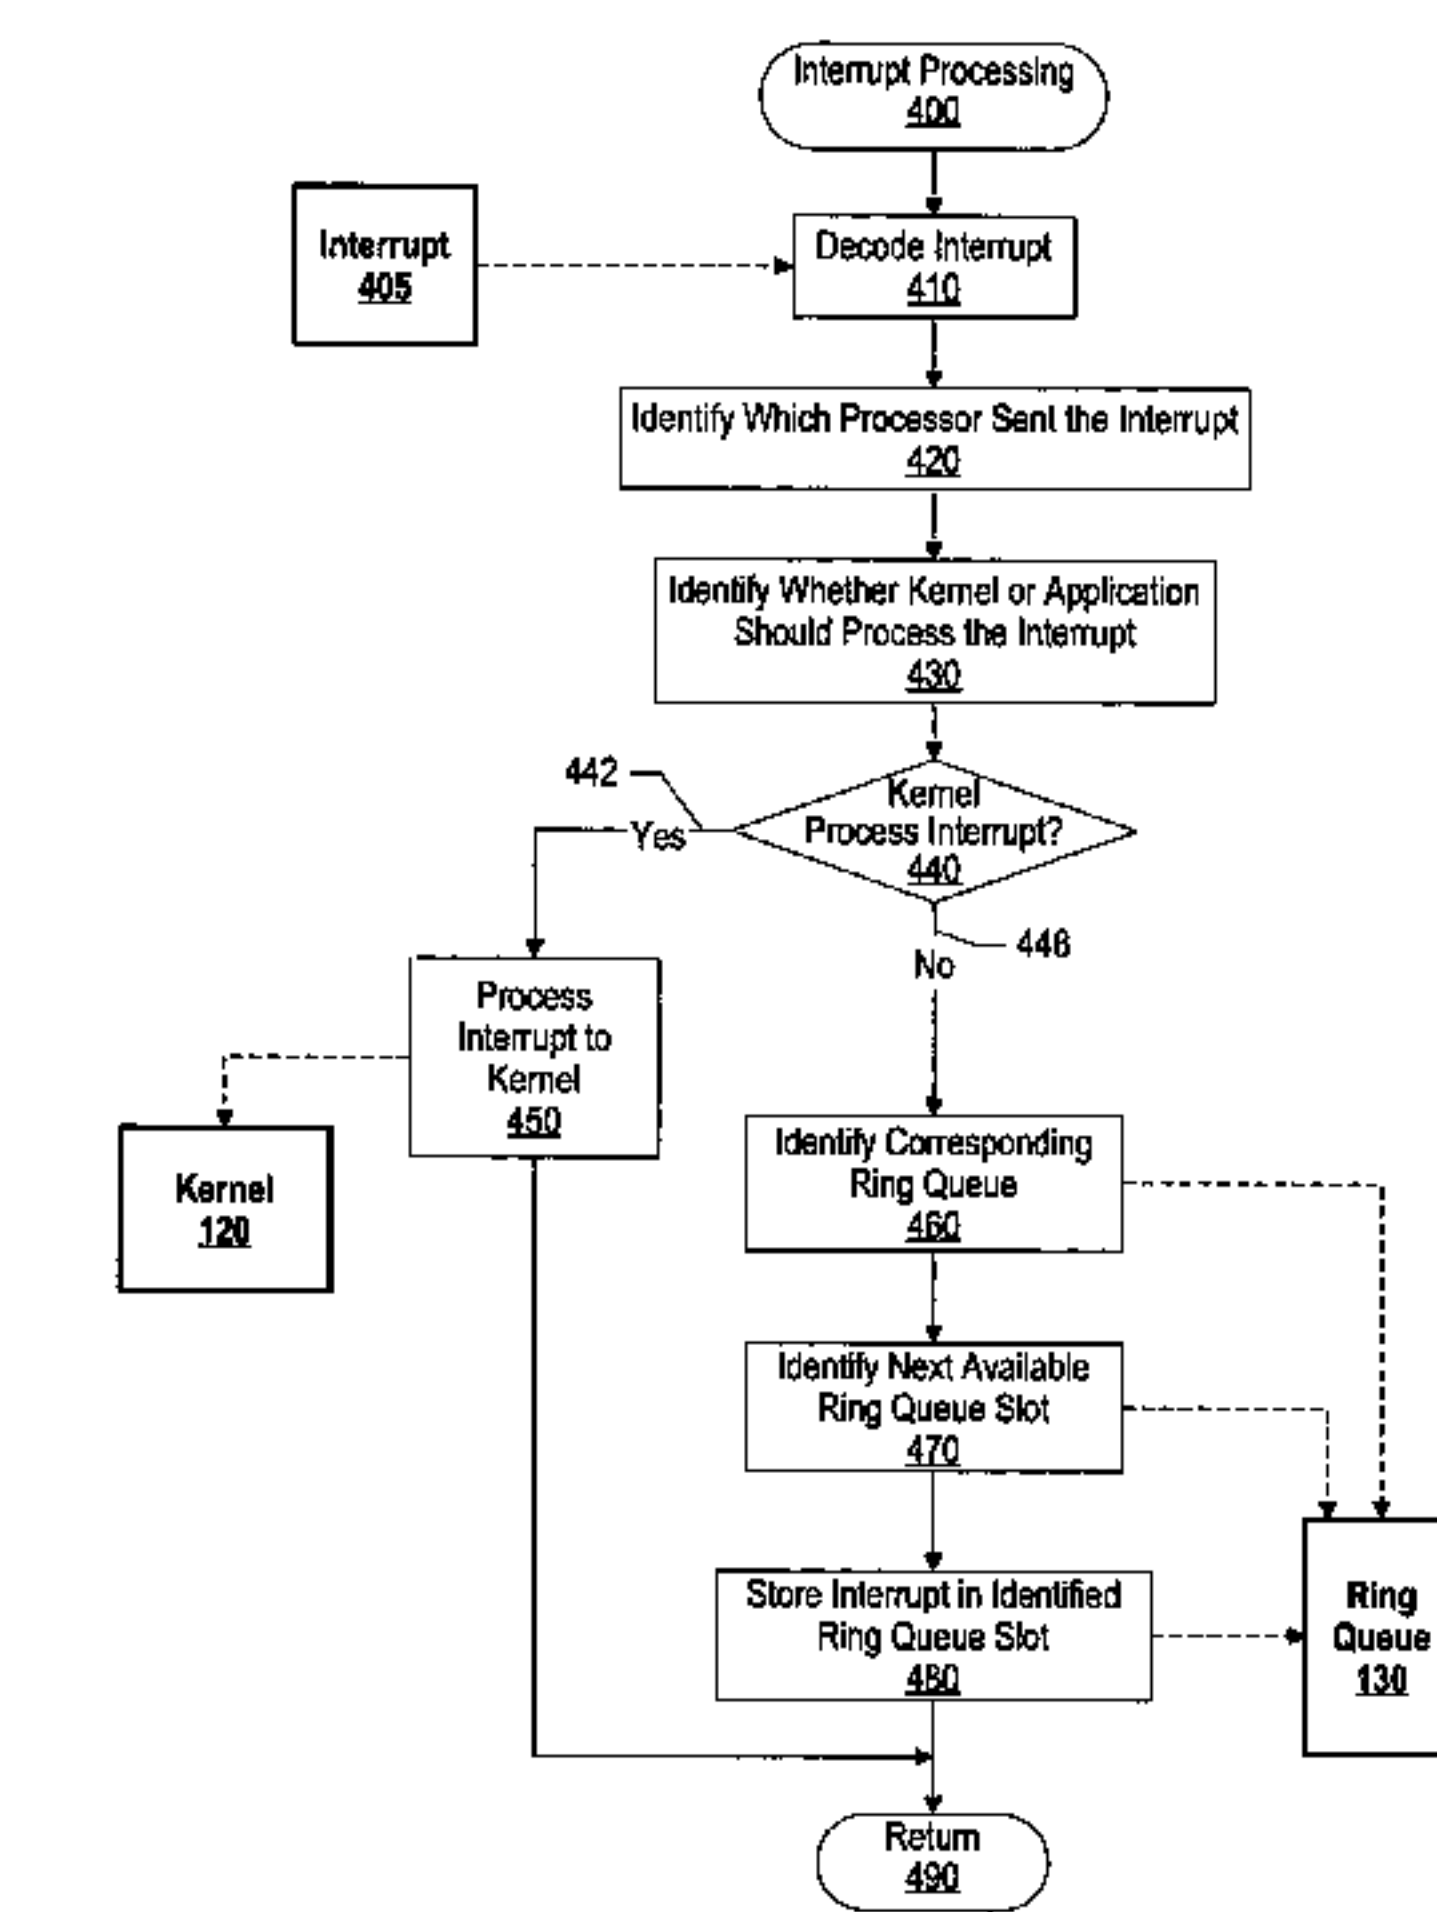 Interrupt Processing
400
Interrupt
405
Decode Interrupt
410
Identify Which Processor Sent the Interrupt
420
Identify Whether Kernel or Application
Should Process the Interrupt
430
442
Yes
Kernel
Process Interrupt?
440
446
No
Process
Interrupt to
Kernel
450
Kernel
120
Identify Corresponding
Ring Queue
460
Identify Next Available
Ring Queue Slot
470
Store Interrupt in Identified
Ring Queue Slot
480
Ring
Queue
130
Return
490